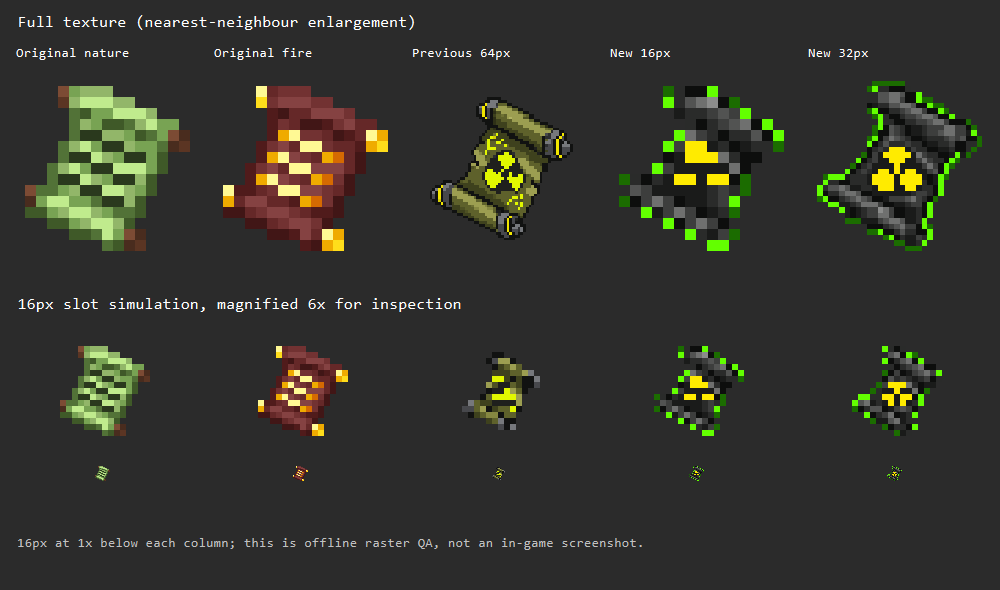 Full texture (nearest-neighbour enlargement)
Original nature
Original fire
Previous 64px
New 16px
New 32px
16px slot simulation, magnified 6x for inspection
16px at 1x below each column; this is offline raster QA, not an in-game screenshot.